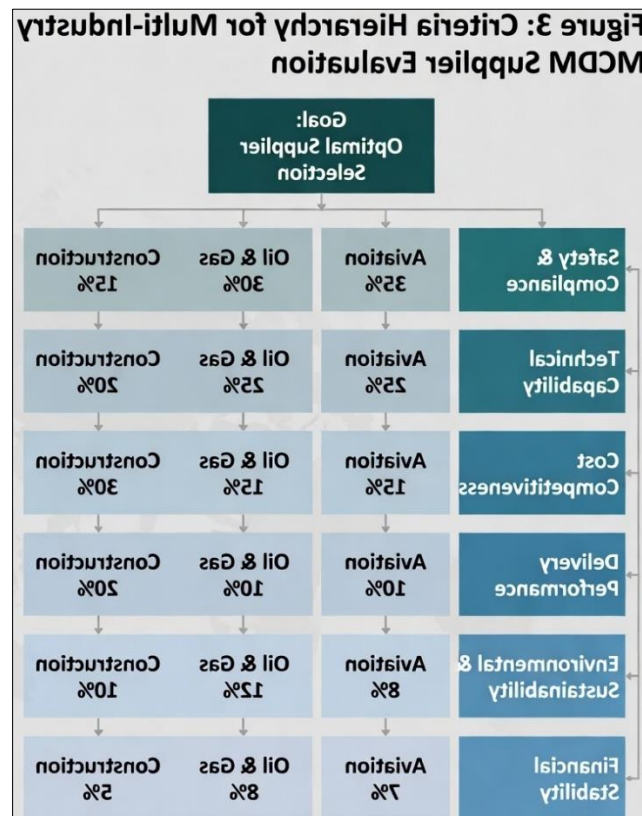 Figure 3: Criteria Hierarchy for Multi-Industry
MCDM Supplier Evaluation
Goal:
Optimal Supplier
Selection
Safety &
Compliance
Aviation
35%
Oil & Gas
30%
Construction
15%
Technical
Capability
Aviation
25%
Oil & Gas
25%
Construction
20%
Cost
Competitiveness
Aviation
15%
Oil & Gas
15%
Construction
30%
Delivery
Performance
Aviation
10%
Oil & Gas
10%
Construction
20%
Environmental &
Sustainability
Aviation
8%
Oil & Gas
12%
Construction
10%
Financial
Stability
Aviation
7%
Oil & Gas
8%
Construction
5%